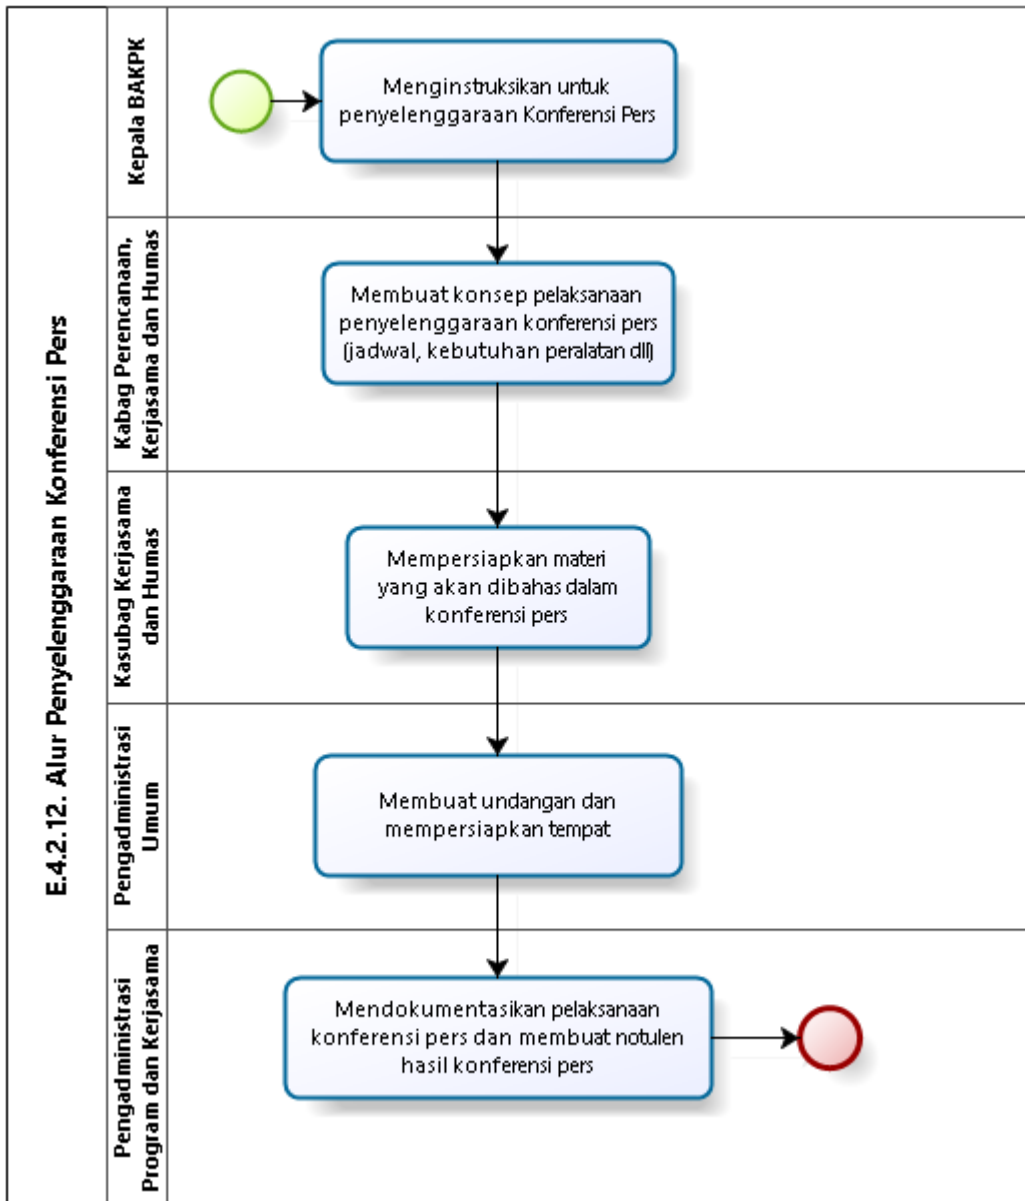 E.4.2.12. Alur Penyelenggaraan Konferensi Pers
Kepala BAKPK
Menginstruksikan untuk
penyelenggaraan Konferensi Pers
Kabag Perencanaan,
Kerjasama dan Humas
Membuat konsep pelaksanaan
penyelenggaraan konferensi pers
(jadwal, kebutuhan peralatan dll)
Kasubag Kerjasama
dan Humas
Mempersiapkan materi
yang akan dibahas dalam
konferensi pers
Pengadministrasi
Umum
Membuat undangan dan
mempersiapkan tempat
Pengadministrasi
Program dan Kerjasama
Mendokumentasikan pelaksanaan
konferensi pers dan membuat notulen
hasil konferensi pers